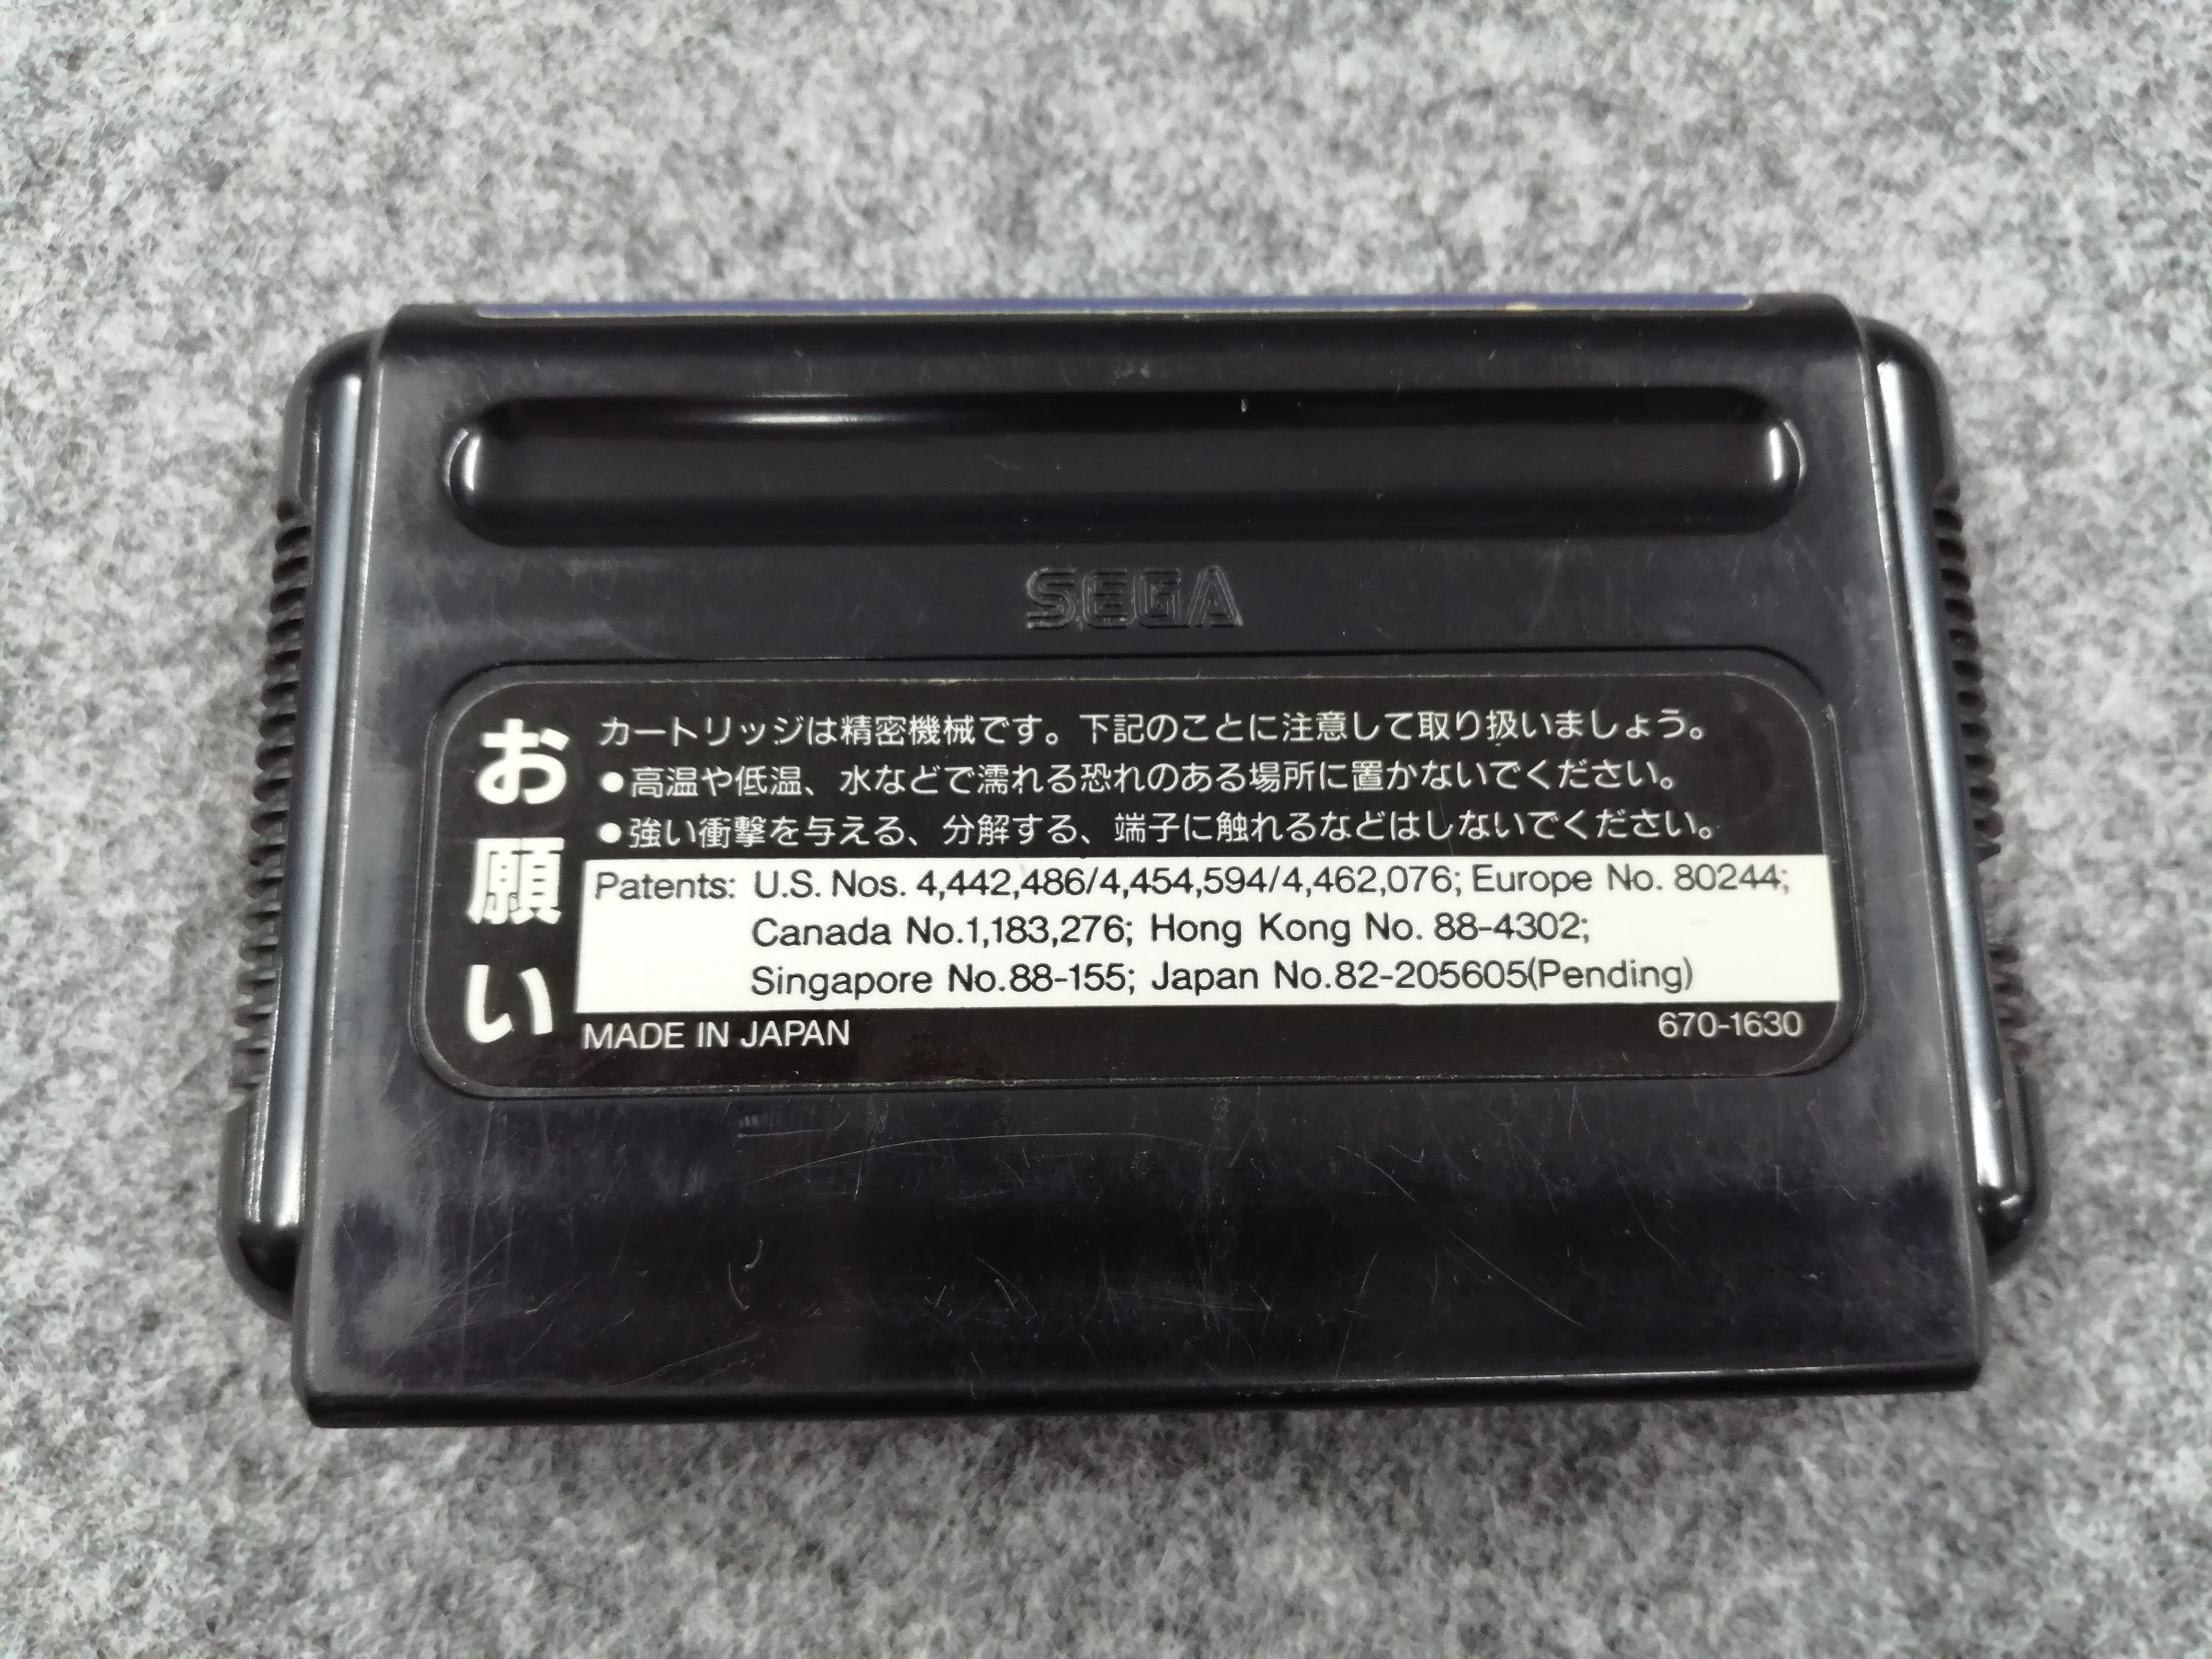 SEGA
お願い
カートリッジは精密機械です。下記のことに注意して取り扱いましょう。
●高温や低温、水などで濡れる恐れのある場所に置かないでください。
●強い衝撃を与える、分解する、端子に触れるなどはしないでください。
Patents: U.S. Nos. 4,442,486/4,454,594/4,462,076; Europe No. 80244;
Canada No.1,183,276; Hong Kong No. 88-4302;
Singapore No.88-155; Japan No.82-205605(Pending)
MADE IN JAPAN 670-1630